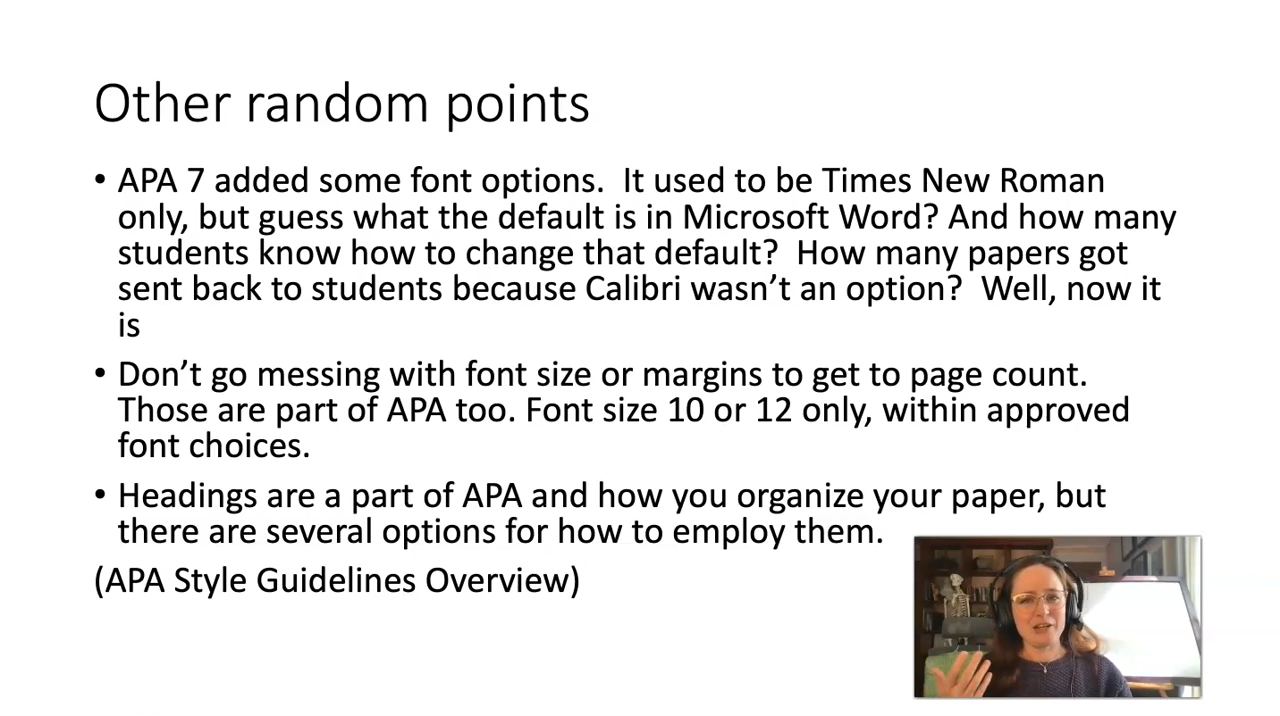 Other random points
• APA 7 added some font options.  It used to be Times New Roman
only, but guess what the default is in Microsoft Word? And how many
students know how to change that default?  How many papers got
sent back to students because Calibri wasn’t an option?  Well, now it
is
• Don’t go messing with font size or margins to get to page count.
Those are part of APA too. Font size 10 or 12 only, within approved
font choices.
• Headings are a part of APA and how you organize your paper, but
there are several options for how to employ them.
(APA Style Guidelines Overview)